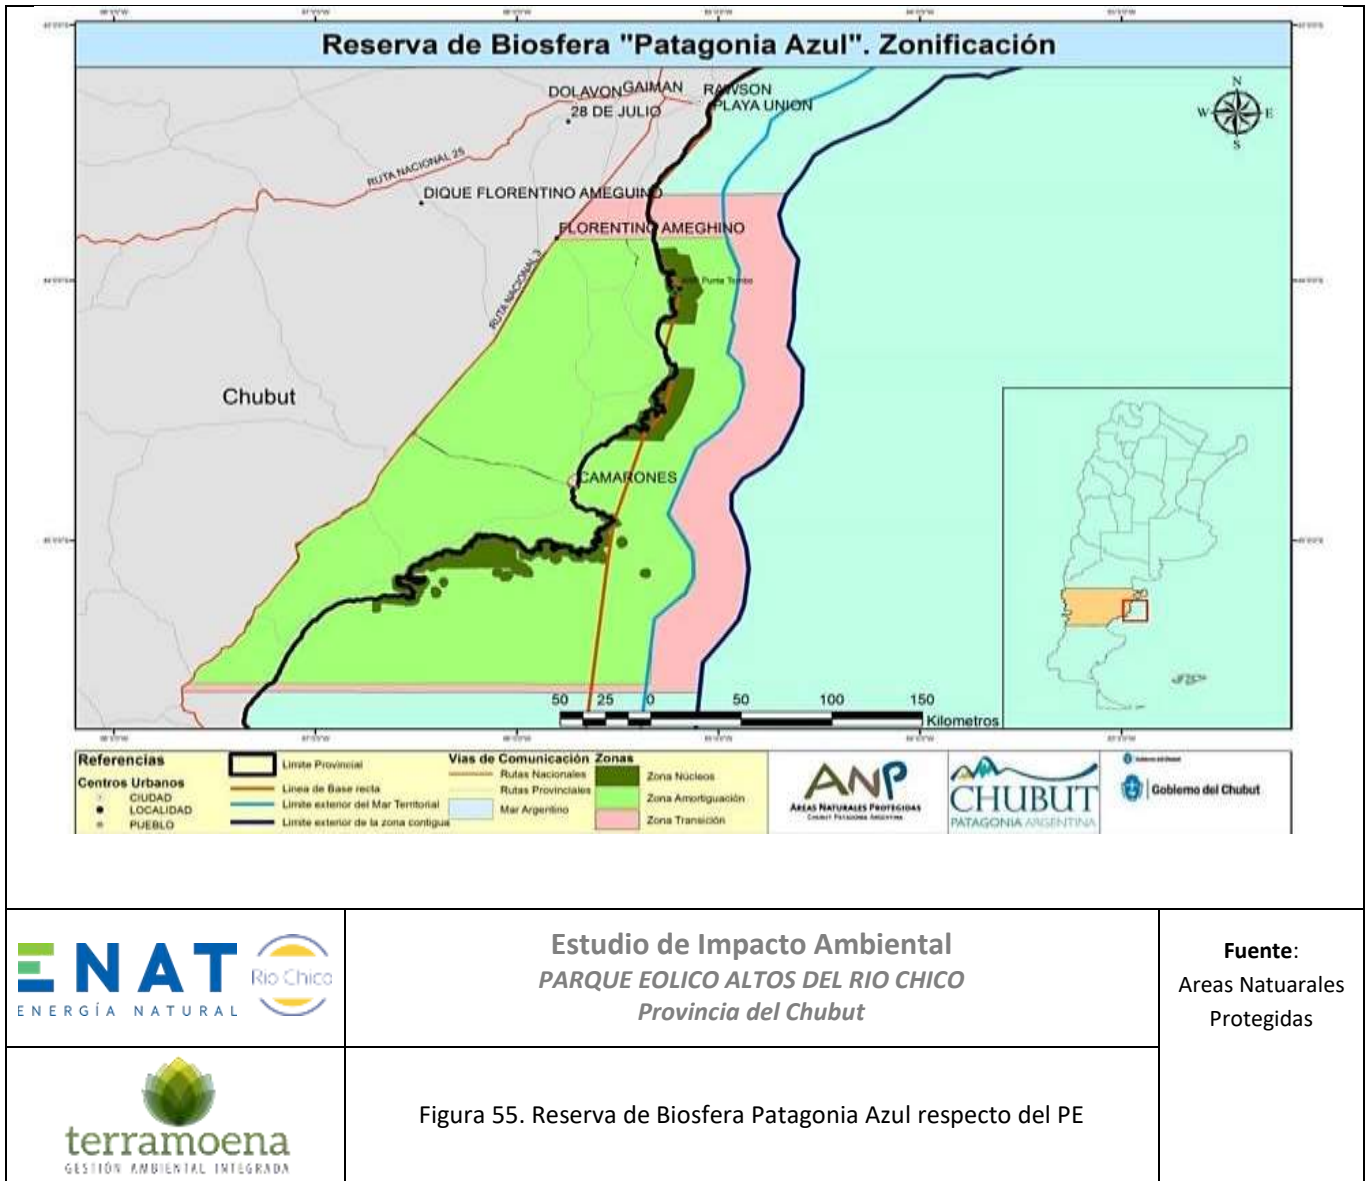 Reserva de Biosfera "Patagonia Azul". Zonificación
N
W
E
S
DOLAVON
GAIMAN
RAWSON
PLAYA UNION
28 DE JULIO
RUTA NACIONAL 25
DIQUE FLORENTINO AMEGUINO
FLORENTINO AMEGHINO
RUTA NACIONAL 3
Punta Tombo
Chubut
CAMARONES
50 25 0 50 100 150
Kilometros
Referencias
Centros Urbanos
CIUDAD
LOCALIDAD
PUEBLO
Limite Provincial
Linea de Base recta
Limite exterior del Mar Territorial
Limite exterior de la zona contigua
Vias de Comunicación
Rutas Nacionales
Rutas Provinciales
Mar Argentino
Zonas
Zona Núcleos
Zona Amortiguación
Zona Transición
ANP
AREAS NATURALES PROTEGIDAS
CHUBUT PATAGONIA ARGENTINA
CHUBUT
PATAGONIA ARGENTINA
Gobierno del Chubut
ENAT
ENERGÍA NATURAL
Rio Chico
Estudio de Impacto Ambiental
PARQUE EOLICO ALTOS DEL RIO CHICO
Provincia del Chubut
Fuente:
Areas Natuarales
Protegidas
terramoena
GESTIÓN AMBIENTAL INTEGRADA
Figura 55. Reserva de Biosfera Patagonia Azul respecto del PE